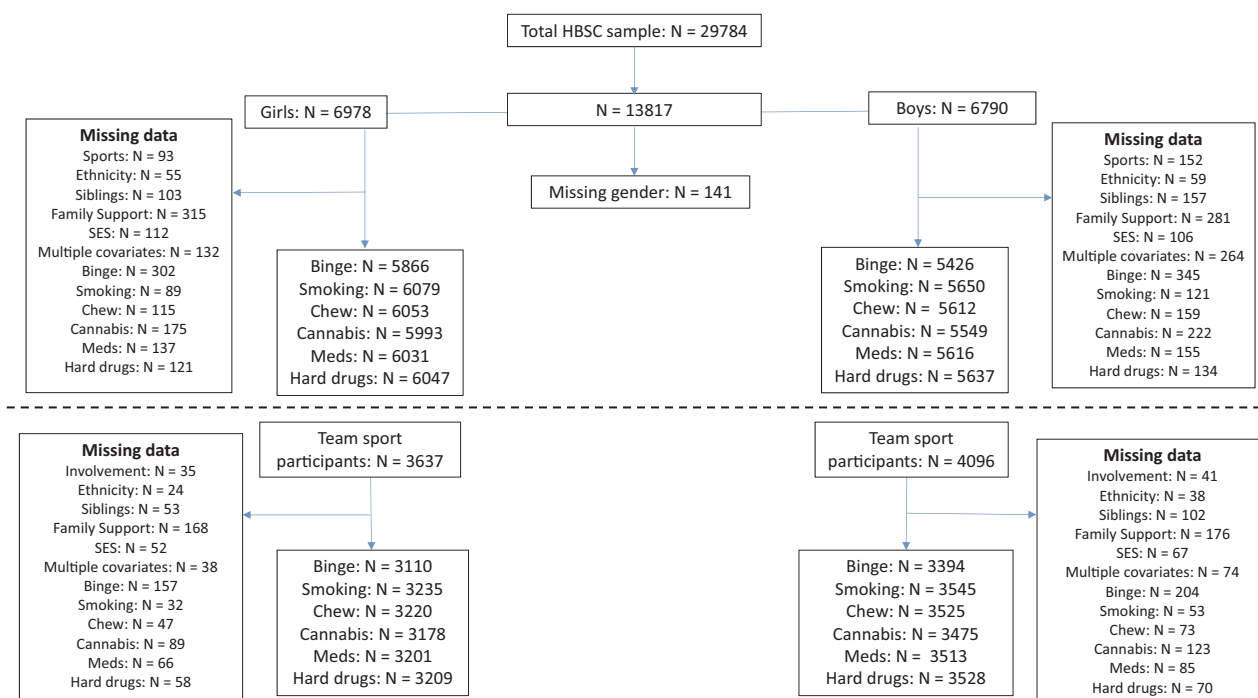 Total HBSC sample: N = 29784
Girls: N = 6978
N = 13817
Boys: N = 6790
Missing gender: N = 141
Missing data
Sports: N = 93
Ethnicity: N = 55
Siblings: N = 103
Family Support: N = 315
SES: N = 112
Multiple covariates: N = 132
Binge: N = 302
Smoking: N = 89
Chew: N = 115
Cannabis: N = 175
Meds: N = 137
Hard drugs: N = 121
Binge: N = 5866
Smoking: N = 6079
Chew: N = 6053
Cannabis: N = 5993
Meds: N = 6031
Hard drugs: N = 6047
Binge: N = 5426
Smoking: N = 5650
Chew: N = 5612
Cannabis: N = 5549
Meds: N = 5616
Hard drugs: N = 5637
Missing data
Sports: N = 152
Ethnicity: N = 59
Siblings: N = 157
Family Support: N = 281
SES: N = 106
Multiple covariates: N = 264
Binge: N = 345
Smoking: N = 121
Chew: N = 159
Cannabis: N = 222
Meds: N = 155
Hard drugs: N = 134
Missing data
Involvement: N = 35
Ethnicity: N = 24
Siblings: N = 53
Family Support: N = 168
SES: N = 52
Multiple covariates: N = 38
Binge: N = 157
Smoking: N = 32
Chew: N = 47
Cannabis: N = 89
Meds: N = 66
Hard drugs: N = 58
Team sport
participants: N = 3637
Binge: N = 3110
Smoking: N = 3235
Chew: N = 3220
Cannabis: N = 3178
Meds: N = 3201
Hard drugs: N = 3209
Team sport
participants: N = 4096
Binge: N = 3394
Smoking: N = 3545
Chew: N = 3525
Cannabis: N = 3475
Meds: N = 3513
Hard drugs: N = 3528
Missing data
Involvement: N = 41
Ethnicity: N = 38
Siblings: N = 102
Family Support: N = 176
SES: N = 67
Multiple covariates: N = 74
Binge: N = 204
Smoking: N = 53
Chew: N = 73
Cannabis: N = 123
Meds: N = 85
Hard drugs: N = 70